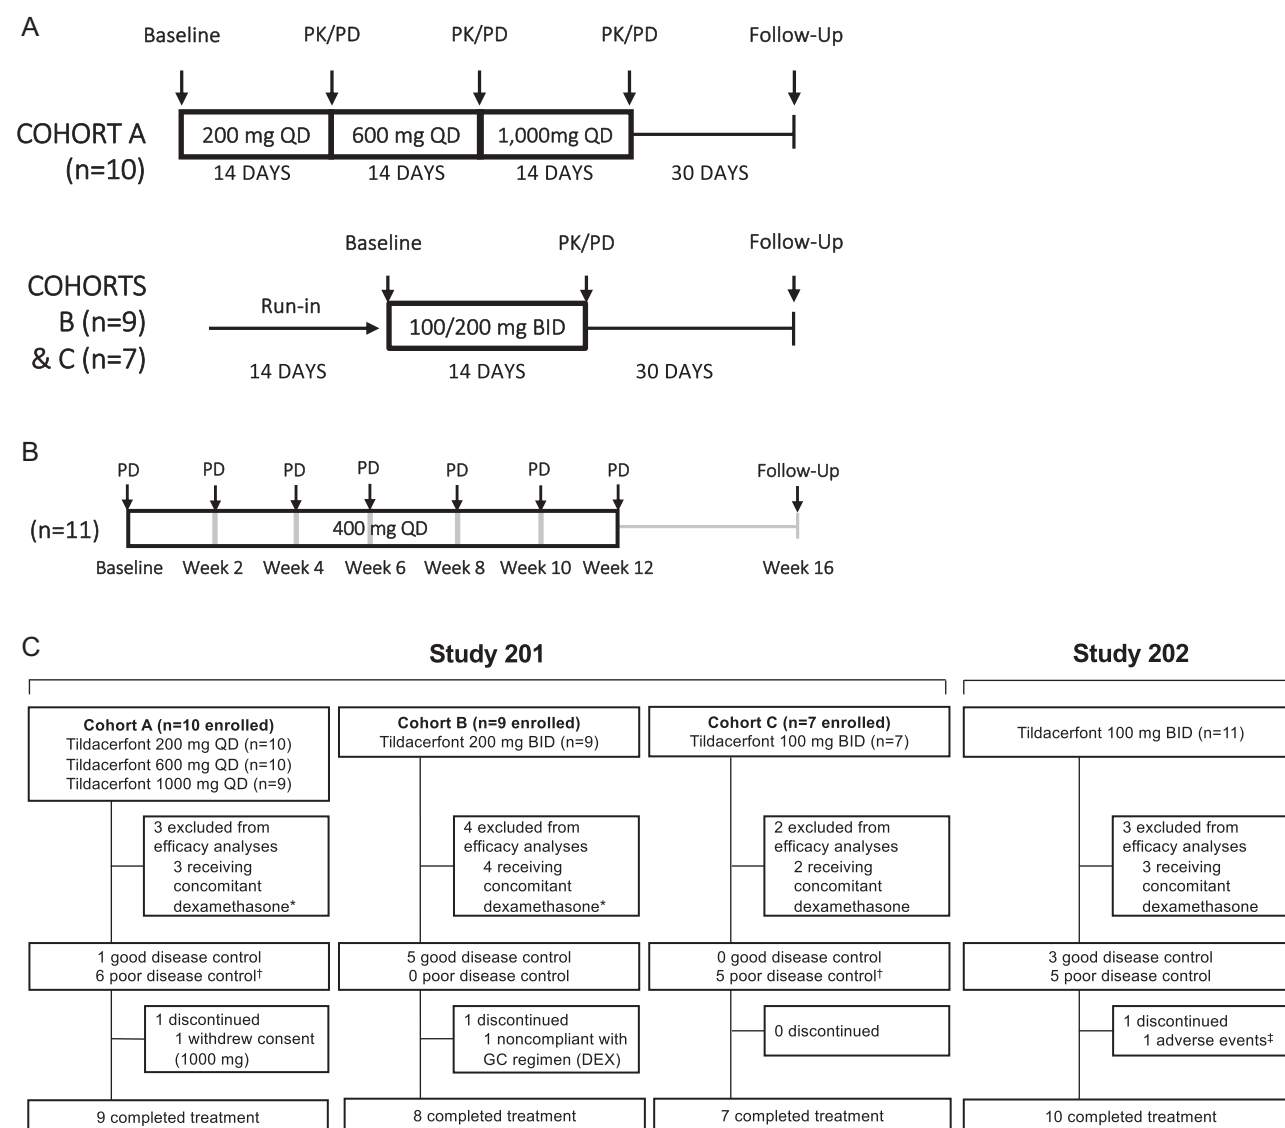 A
Baseline PK/PD PK/PD PK/PD Follow-Up
COHORT A
(n=10)
200 mg QD 600 mg QD 1,000mg QD
14 DAYS 14 DAYS 14 DAYS 30 DAYS
Baseline PK/PD Follow-Up
COHORTS
B (n=9)
& C (n=7)
Run-in
100/200 mg BID
14 DAYS 14 DAYS 30 DAYS
B
PD PD PD PD PD PD PD Follow-Up
(n=11)
400 mg QD
Baseline Week 2 Week 4 Week 6 Week 8 Week 10 Week 12 Week 16
C
Study 201
Study 202
Cohort A (n=10 enrolled)
Tildacerfont 200 mg QD (n=10)
Tildacerfont 600 mg QD (n=10)
Tildacerfont 1000 mg QD (n=9)
Cohort B (n=9 enrolled)
Tildacerfont 200 mg BID (n=9)
Cohort C (n=7 enrolled)
Tildacerfont 100 mg BID (n=7)
Tildacerfont 100 mg BID (n=11)
3 excluded from
efficacy analyses
3 receiving
concomitant
dexamethasone*
4 excluded from
efficacy analyses
4 receiving
concomitant
dexamethasone*
2 excluded from
efficacy analyses
2 receiving
concomitant
dexamethasone
3 excluded from
efficacy analyses
3 receiving
concomitant
dexamethasone
1 good disease control
6 poor disease control†
5 good disease control
0 poor disease control
0 good disease control
5 poor disease control†
3 good disease control
5 poor disease control
1 discontinued
1 withdrew consent
(1000 mg)
1 discontinued
1 noncompliant with
GC regimen (DEX)
0 discontinued
1 discontinued
1 adverse events‡
9 completed treatment
8 completed treatment
7 completed treatment
10 completed treatment